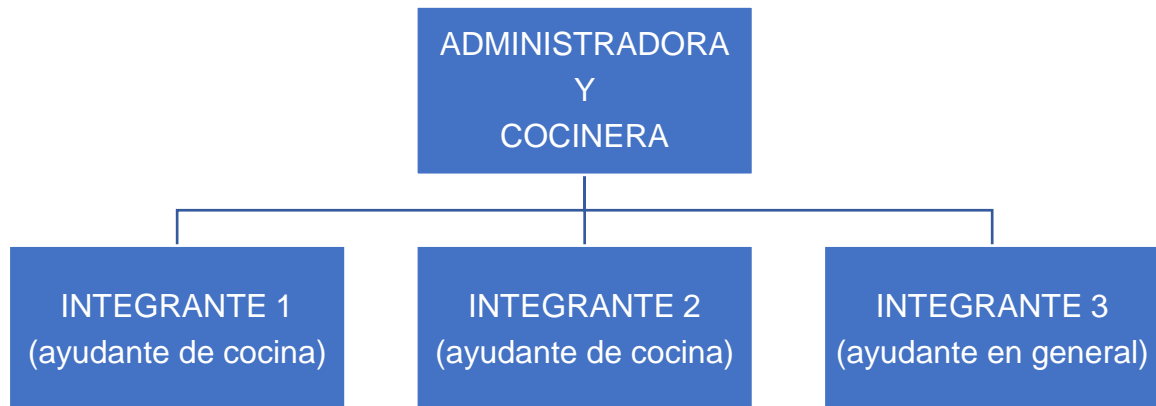 ADMINISTRADORA
Y
COCINERA
INTEGRANTE 1
(ayudante de cocina)
INTEGRANTE 2
(ayudante de cocina)
INTEGRANTE 3
(ayudante en general)